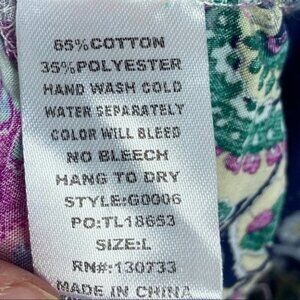 65%COTTON
35%POLYESTER
HAND WASH COLD
WATER SEPARATELY
COLOR WILL BLEED
NO BLEECH
HANG TO DRY
STYLE:G0006
PO:TL18653
SIZE:L
RN#:130733
MADE IN CHINA